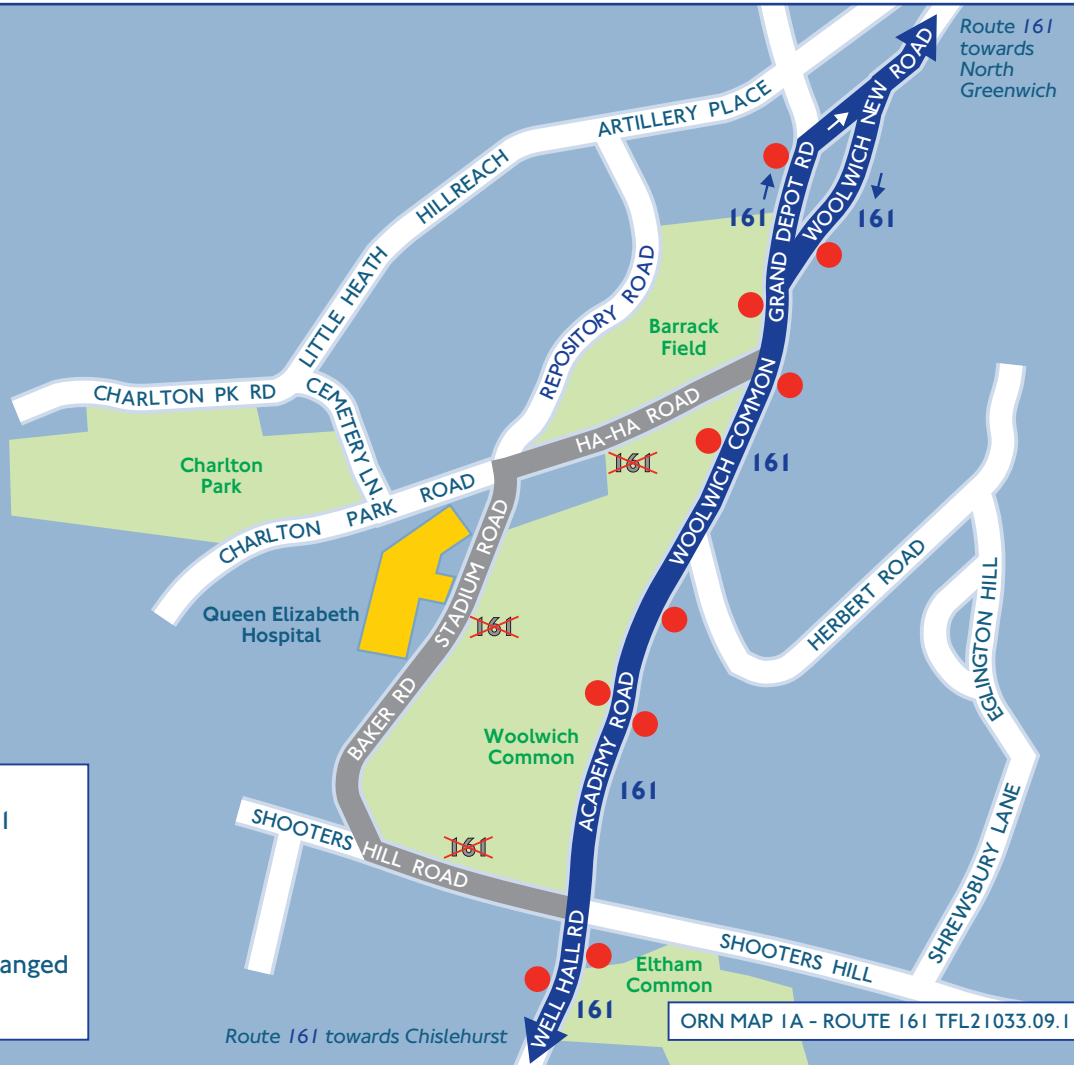 Route 161
towards
North
Greenwich
ARTILLERY PLACE
HILLREACH
LITTLE HEATH
WOOLWICH NEW ROAD
GRAND DEPOT RD
161
161
REPOSITORY ROAD
Barrack
Field
CHARLTON PK RD
CEMETERY LN.
HA-HA ROAD
161
Charlton
Park
CHARLTON PARK ROAD
WOOLWICH COMMON
161
STADIUM ROAD
161
Queen Elizabeth
Hospital
HERBERT ROAD
EGLINGTON HILL
BAKER RD
Woolwich
Common
ACADEMY ROAD
161
SHOOTERS HILL ROAD
161
SHREWSBURY LANE
SHOOTERS HILL
WELL HALL RD
Eltham
Common
161
anged
Route 161 towards Chislehurst
ORN MAP 1A - ROUTE 161 TFL21033.09.1